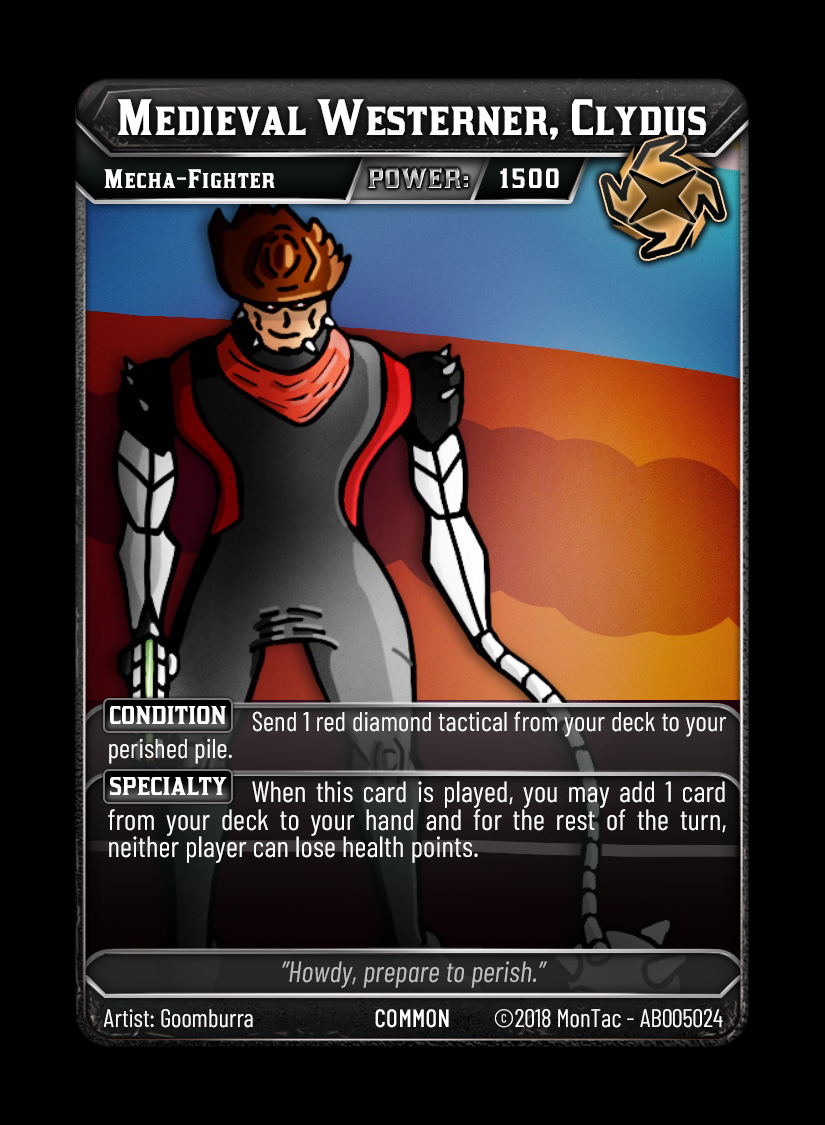 Medieval Westerner, Clydus
Mecha-Fighter POWER: 1500
CONDITION Send 1 red diamond tactical from your deck to your
perished pile.
SPECIALTY When this card is played, you may add 1 card
from your deck to your hand and for the rest of the turn,
neither player can lose health points.
"Howdy, prepare to perish."
Artist: Goomburra COMMON ©2018 MonTac - AB005024